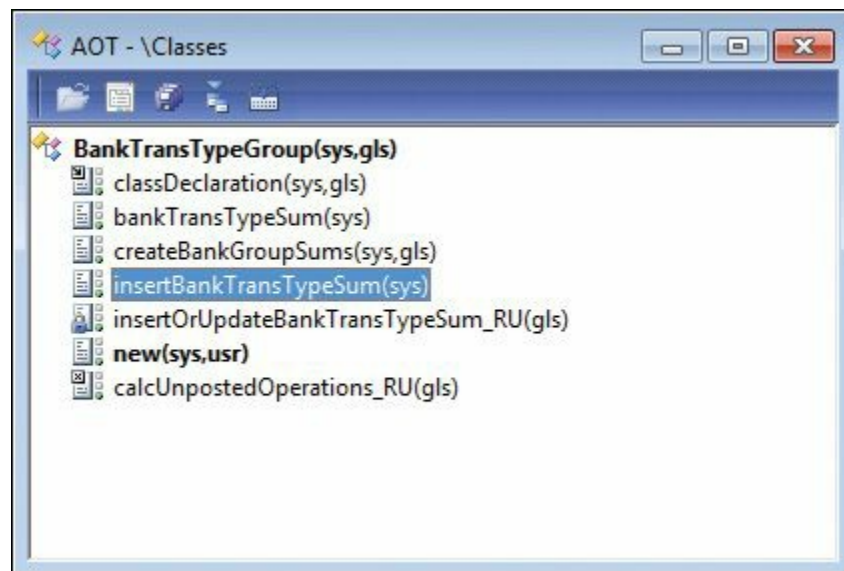 AOT - \Classes
BankTransTypeGroup(sys,gls)
classDeclaration(sys,gls)
bankTransTypeSum(sys)
createBankGroupSums(sys,gls)
insertBankTransTypeSum(sys)
insertOrUpdateBankTransTypeSum_RU(gls)
new(sys,usr)
calcUnpostedOperations_RU(gls)